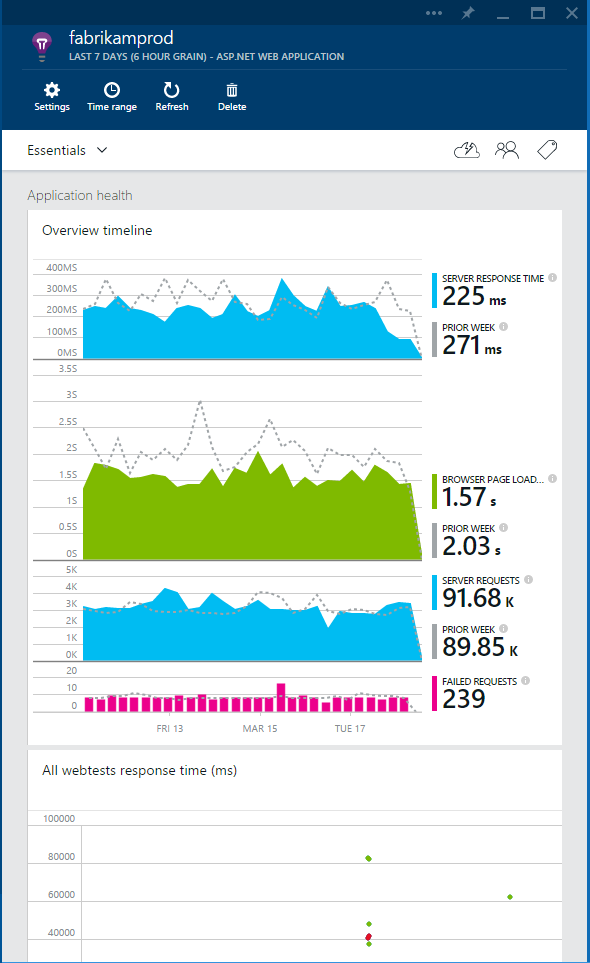 fabrikamprod
LAST 7 DAYS (6 HOUR GRAIN) - ASP.NET WEB APPLICATION
Settings Time range Refresh Delete
Essentials
Application health
Overview timeline
400MS
300MS
200MS
100MS
0MS
SERVER RESPONSE TIME
225 ms
PRIOR WEEK
271 ms
3.5S
3S
2.5S
2S
1.5S
1S
0.5S
0S
BROWSER PAGE LOAD...
1.57 s
PRIOR WEEK
2.03 s
5K
4K
3K
2K
1K
0K
SERVER REQUESTS
91.68 K
PRIOR WEEK
89.85 K
20
10
0
FAILED REQUESTS
239
FRI 13 MAR 15 TUE 17
All webtests response time (ms)
100000
80000
60000
40000